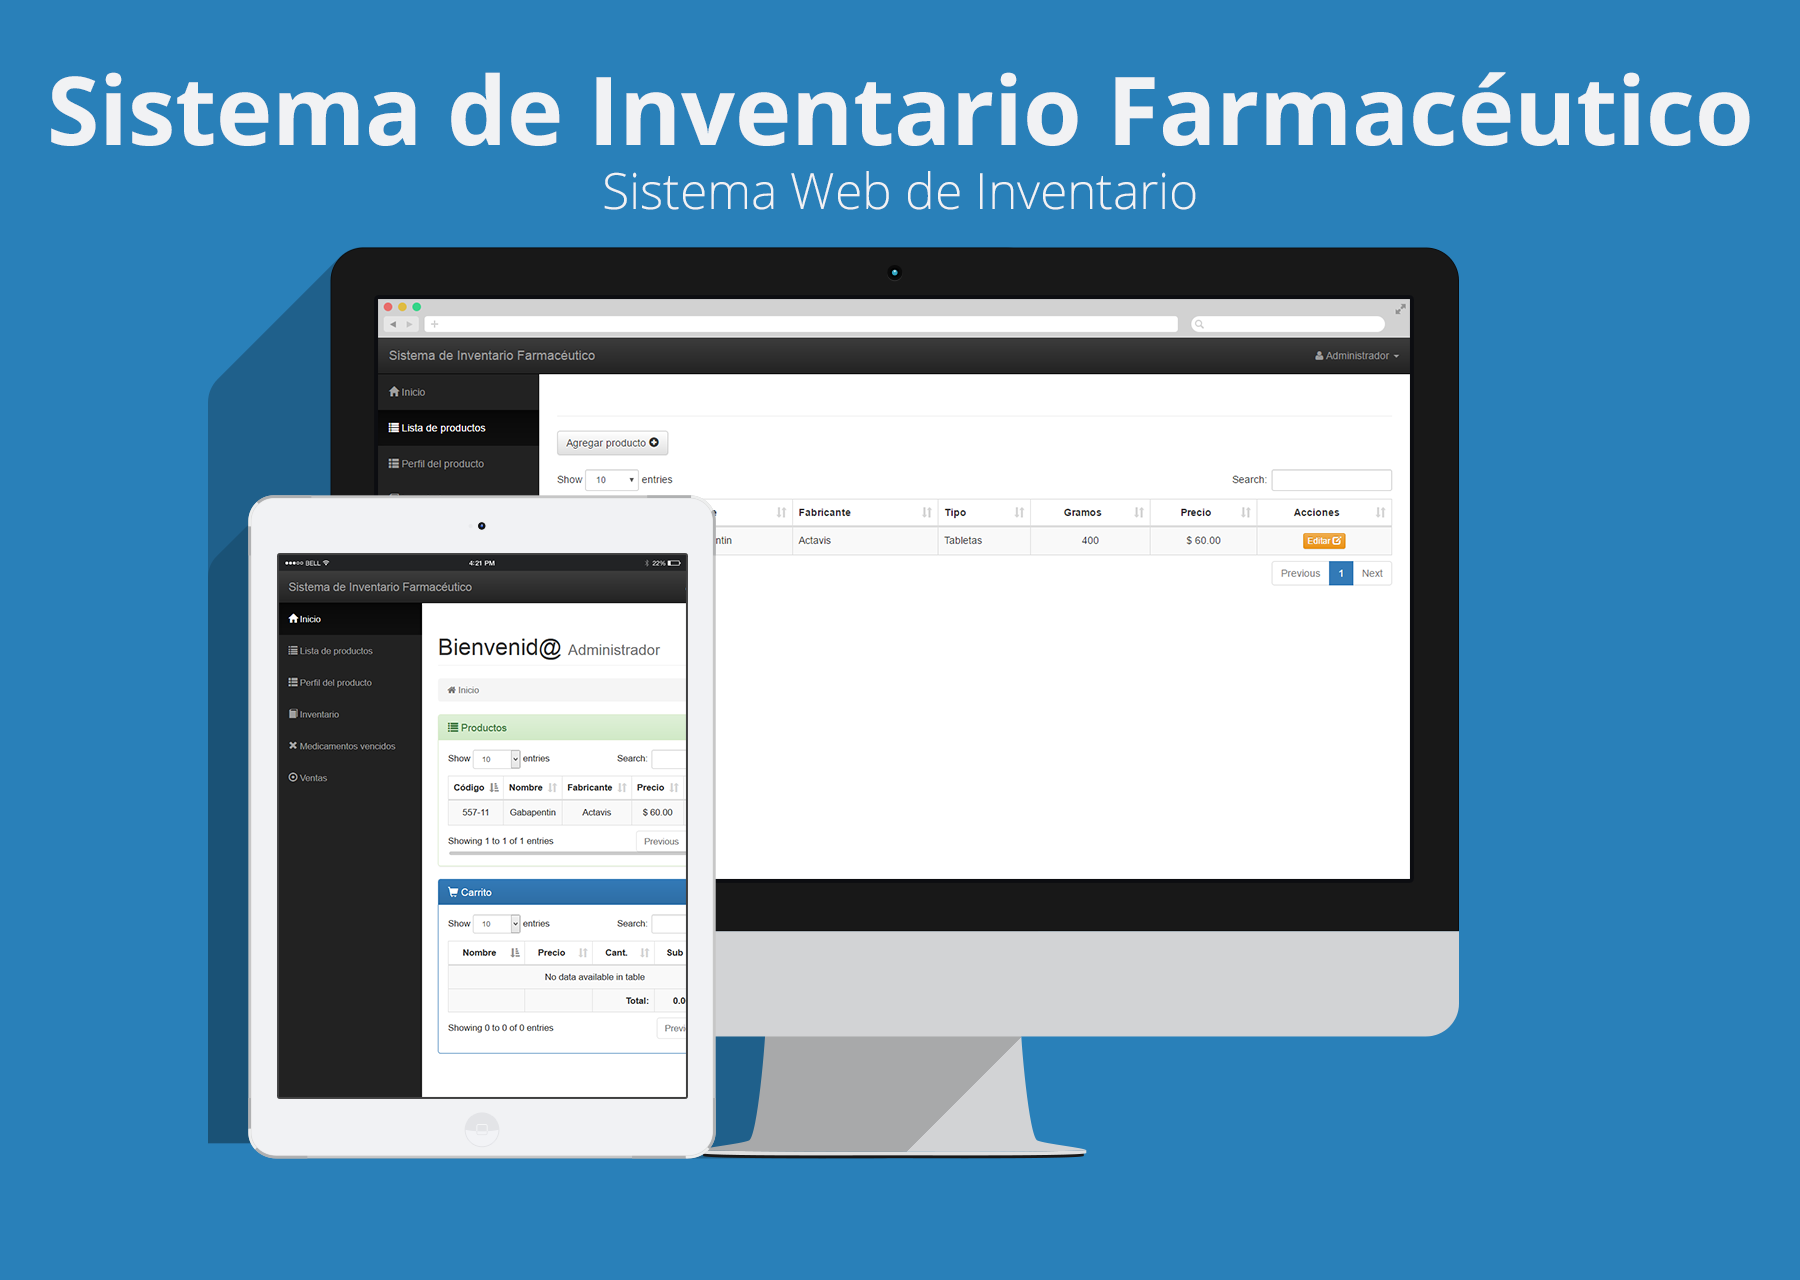 Sistema de Inventario Farmacéutico
Sistema Web de Inventario
Sistema de Inventario Farmacéutico
Administrador
Inicio
Lista de productos
Perfil del producto
Agregar producto
Show 10 entries
Search:
Fabricante Tipo Gramos Precio Acciones
ntin Actavis Tabletas 400 $ 60.00 Editar
Previous 1 Next
BELL 4:21 PM 22%
Sistema de Inventario Farmacéutico
Inicio
Lista de productos
Perfil del producto
Inventario
Medicamentos vencidos
Ventas
Bienvenid@ Administrador
Inicio
Productos
Show 10 entries Search:
Código Nombre Fabricante Precio
557-11 Gabapentin Actavis $ 60.00
Showing 1 to 1 of 1 entries Previous
Carrito
Show 10 entries Search:
Nombre Precio Cant. Sub
No data available in table
Total: 0.0
Showing 0 to 0 of 0 entries Previ